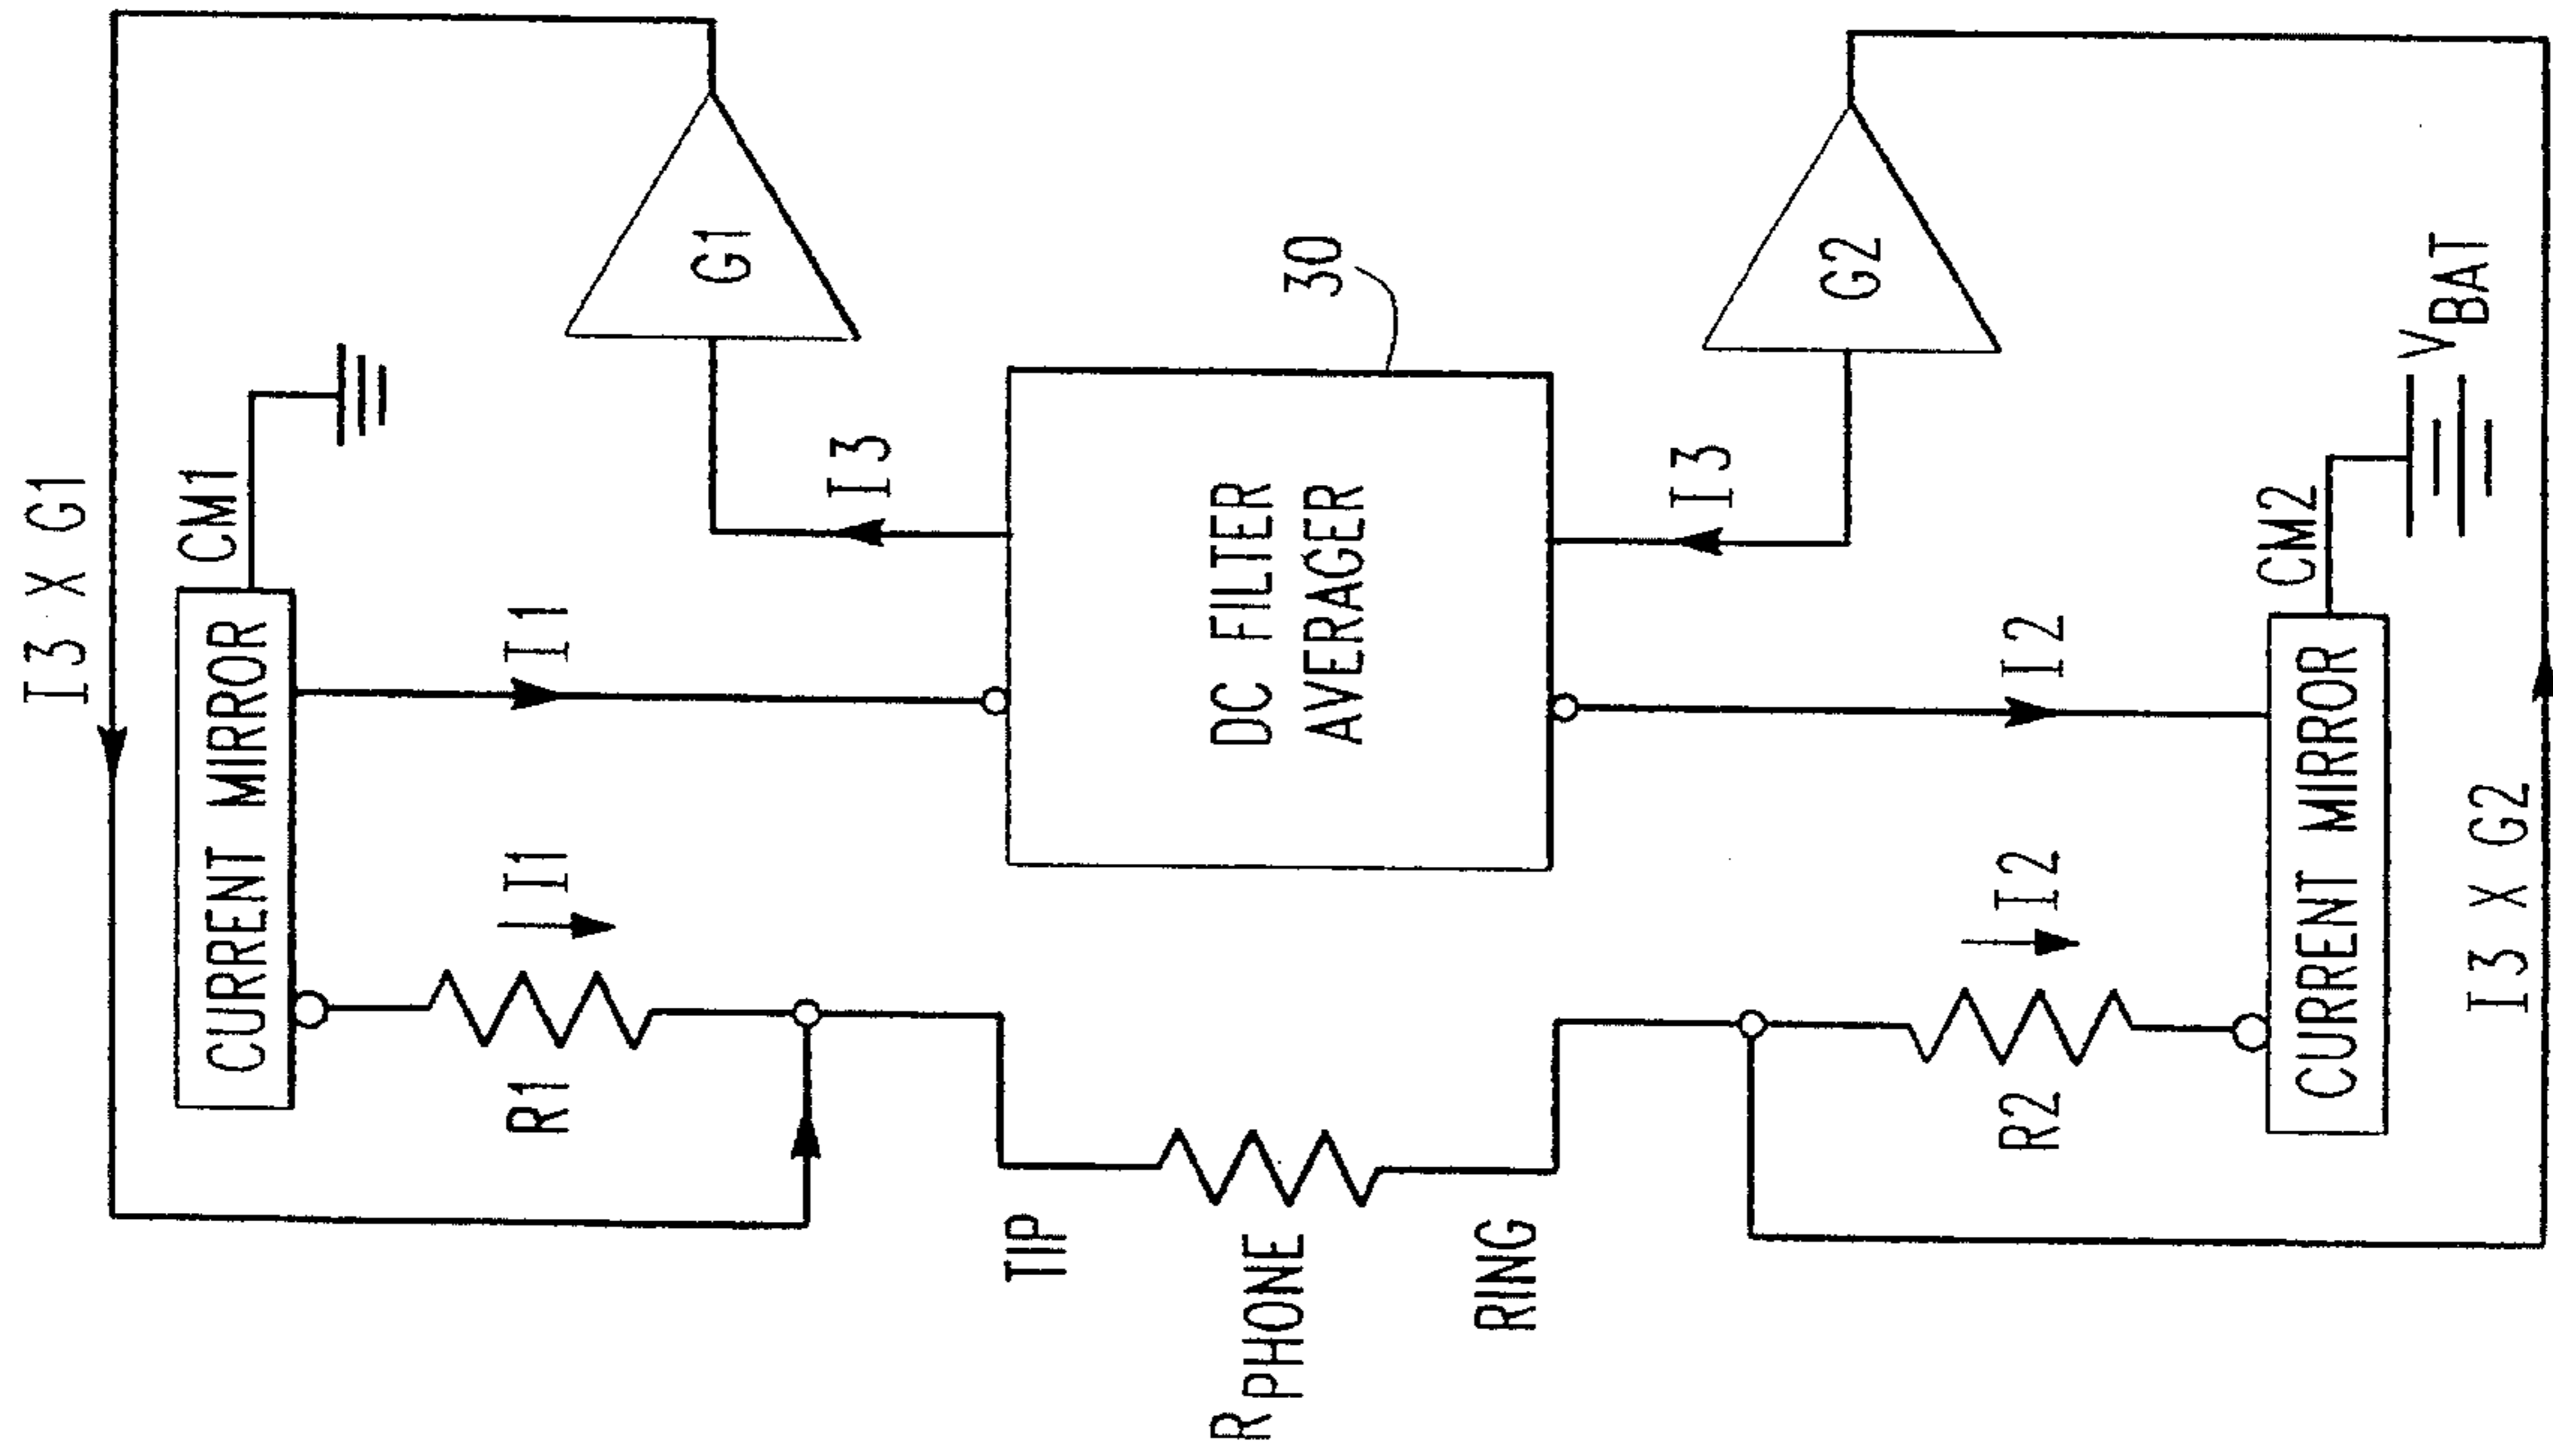 I3 X G1
CURRENT MIRROR
CM1
R1
I1
I1
G1
TIP
I3
R PHONE
DC FILTER
AVERAGER
30
RING
I3
G2
R2
I2
I2
CURRENT MIRROR
CM2
V BAT
I3 X G2